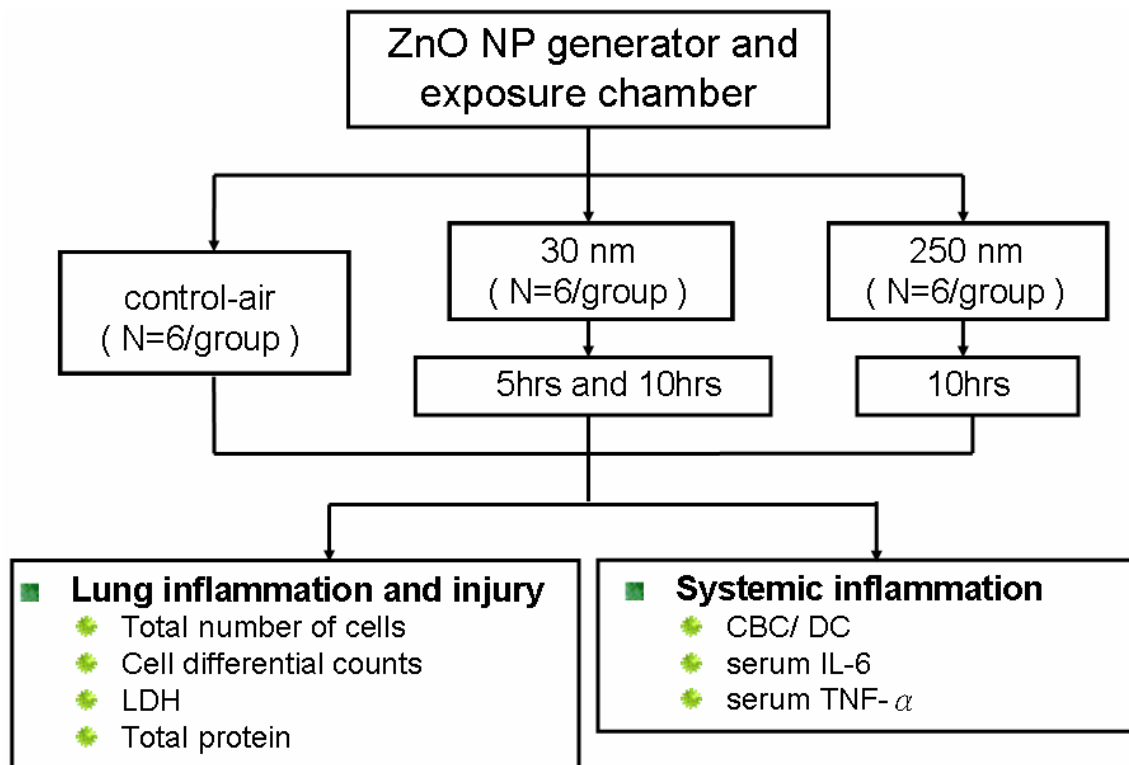 ZnO NP generator and
exposure chamber
control-air
( N=6/group )
30 nm
( N=6/group )
250 nm
( N=6/group )
5hrs and 10hrs
10hrs
Lung inflammation and injury
Total number of cells
Cell differential counts
LDH
Total protein
Systemic inflammation
CBC/ DC
serum IL-6
serum TNF- α